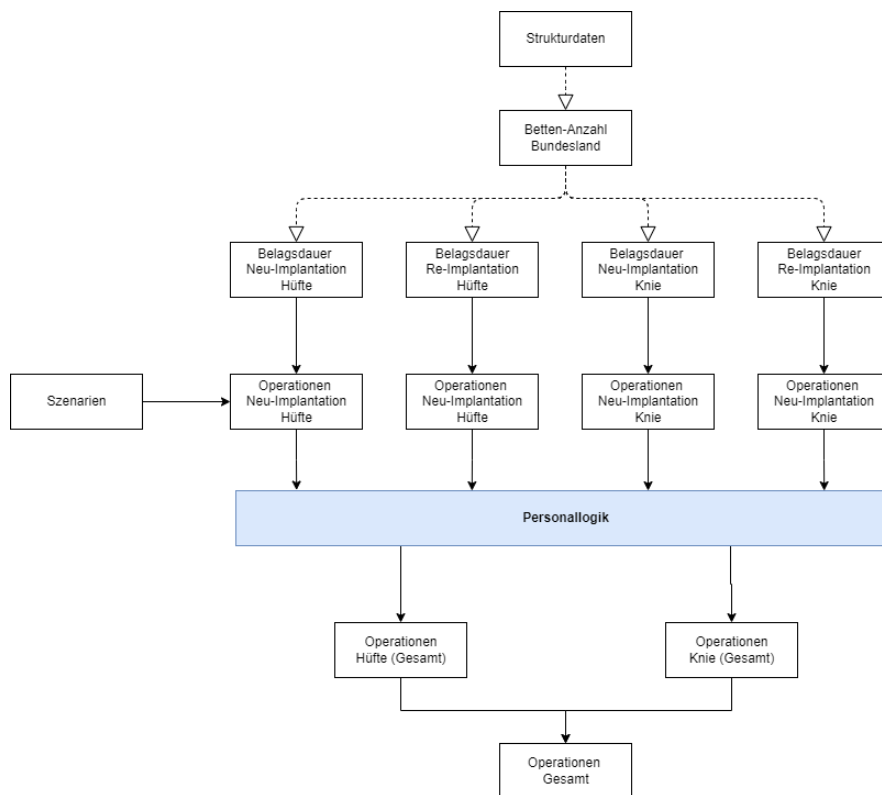 Strukturdaten
Betten-Anzahl
Bundesland
Belagsdauer
Neu-Implantation
Hüfte
Belagsdauer
Re-Implantation
Hüfte
Belagsdauer
Neu-Implantation
Knie
Belagsdauer
Re-Implantation
Knie
Szenarien
Operationen
Neu-Implantation
Hüfte
Operationen
Neu-Implantation
Hüfte
Operationen
Neu-Implantation
Knie
Operationen
Neu-Implantation
Knie
Personallogik
Operationen
Hüfte (Gesamt)
Operationen
Knie (Gesamt)
Operationen
Gesamt